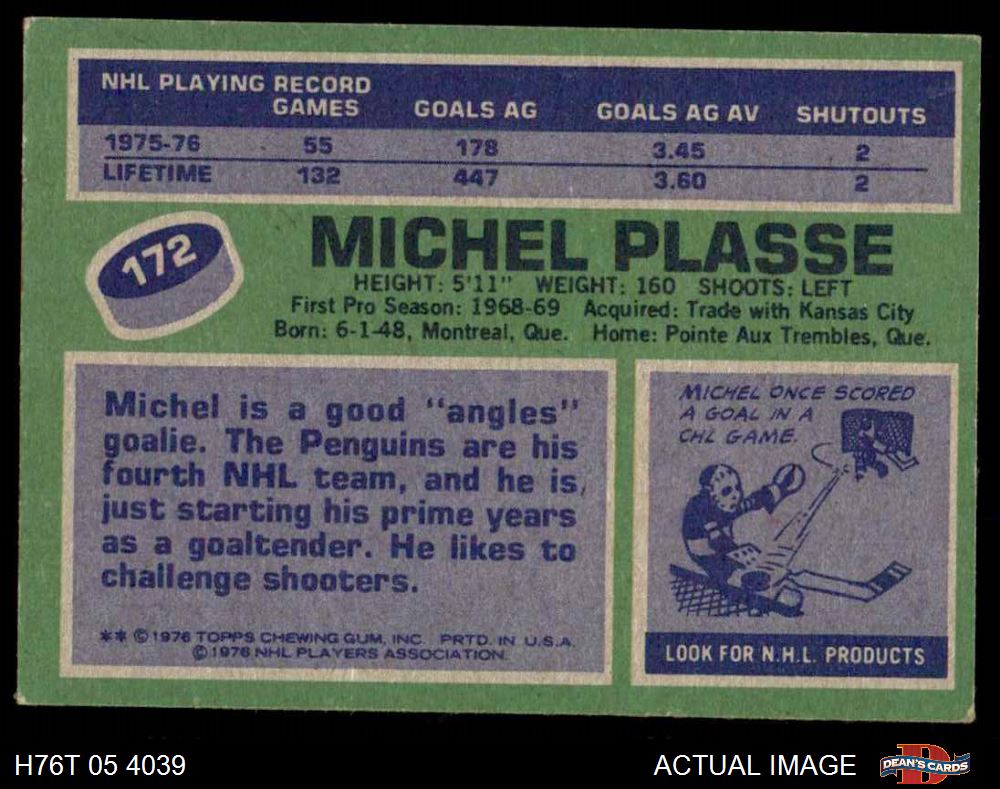 NHL PLAYING RECORD
GAMES GOALS AG GOALS AG AV SHUTOUTS
1975-76 55 178 3.45 2
LIFETIME 132 447 3.60 2
172
MICHEL PLASSE
HEIGHT: 5'11" WEIGHT: 160 SHOOTS: LEFT
First Pro Season: 1968-69 Acquired: Trade with Kansas City
Born: 6-1-48, Montreal, Que. Home: Pointe Aux Trembles, Que.
Michel is a good "angles"
goalie. The Penguins are his
fourth NHL team, and he is
just starting his prime years
as a goaltender. He likes to
challenge shooters.
** © 1976 TOPPS CHEWING GUM, INC. PRTD. IN U.S.A.
© 1976 NHL PLAYERS ASSOCIATION.
MICHEL ONCE SCORED
A GOAL IN A
CHL GAME.
LOOK FOR N.H.L. PRODUCTS
H76T 05 4039
ACTUAL IMAGE
DEAN'S CARDS